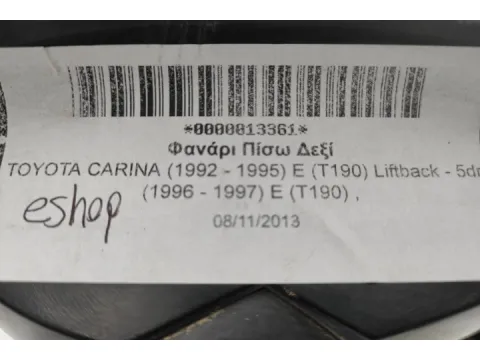 *0000013361*
Φανάρι Πίσω Δεξί
TOYOTA CARINA (1992 - 1995) E (T190) Liftback - 5dr
(1996 - 1997) E (T190) ,
eshop
08/11/2013